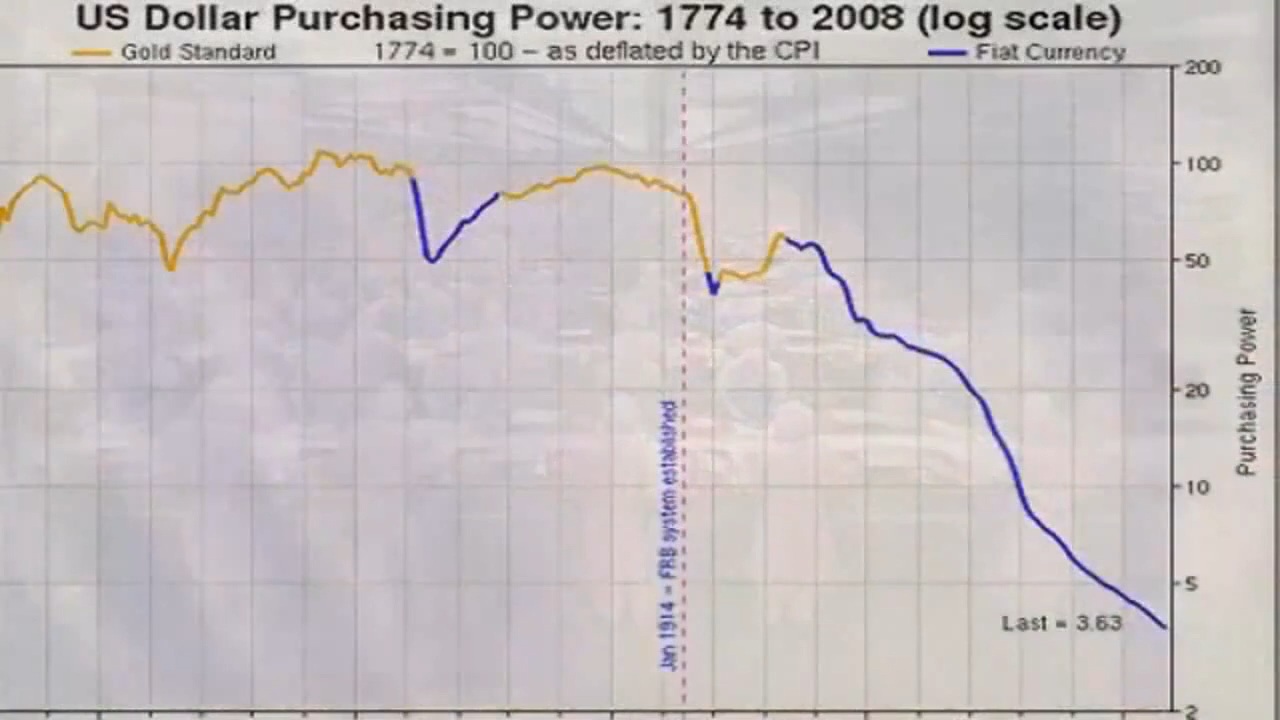 US Dollar Purchasing Power: 1774 to 2008 (log scale)
Gold Standard
1774 = 100 – as deflated by the CPI
Fiat Currency
200
100
50
20
10
5
2
Purchasing Power
Jan 1914 – FRB system established
Last = 3.63